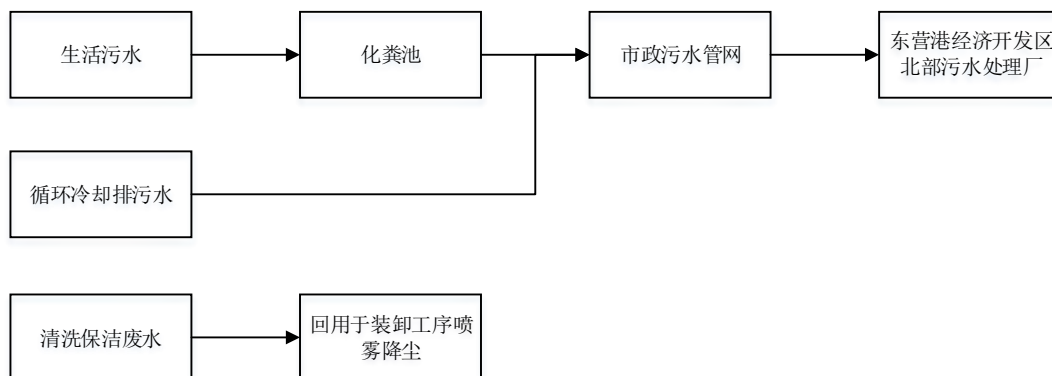 生活污水
化粪池
市政污水管网
东营港经济开发区
北部污水处理厂
循环冷却排污水
清洗保洁废水
回用于装卸工序喷
雾降尘